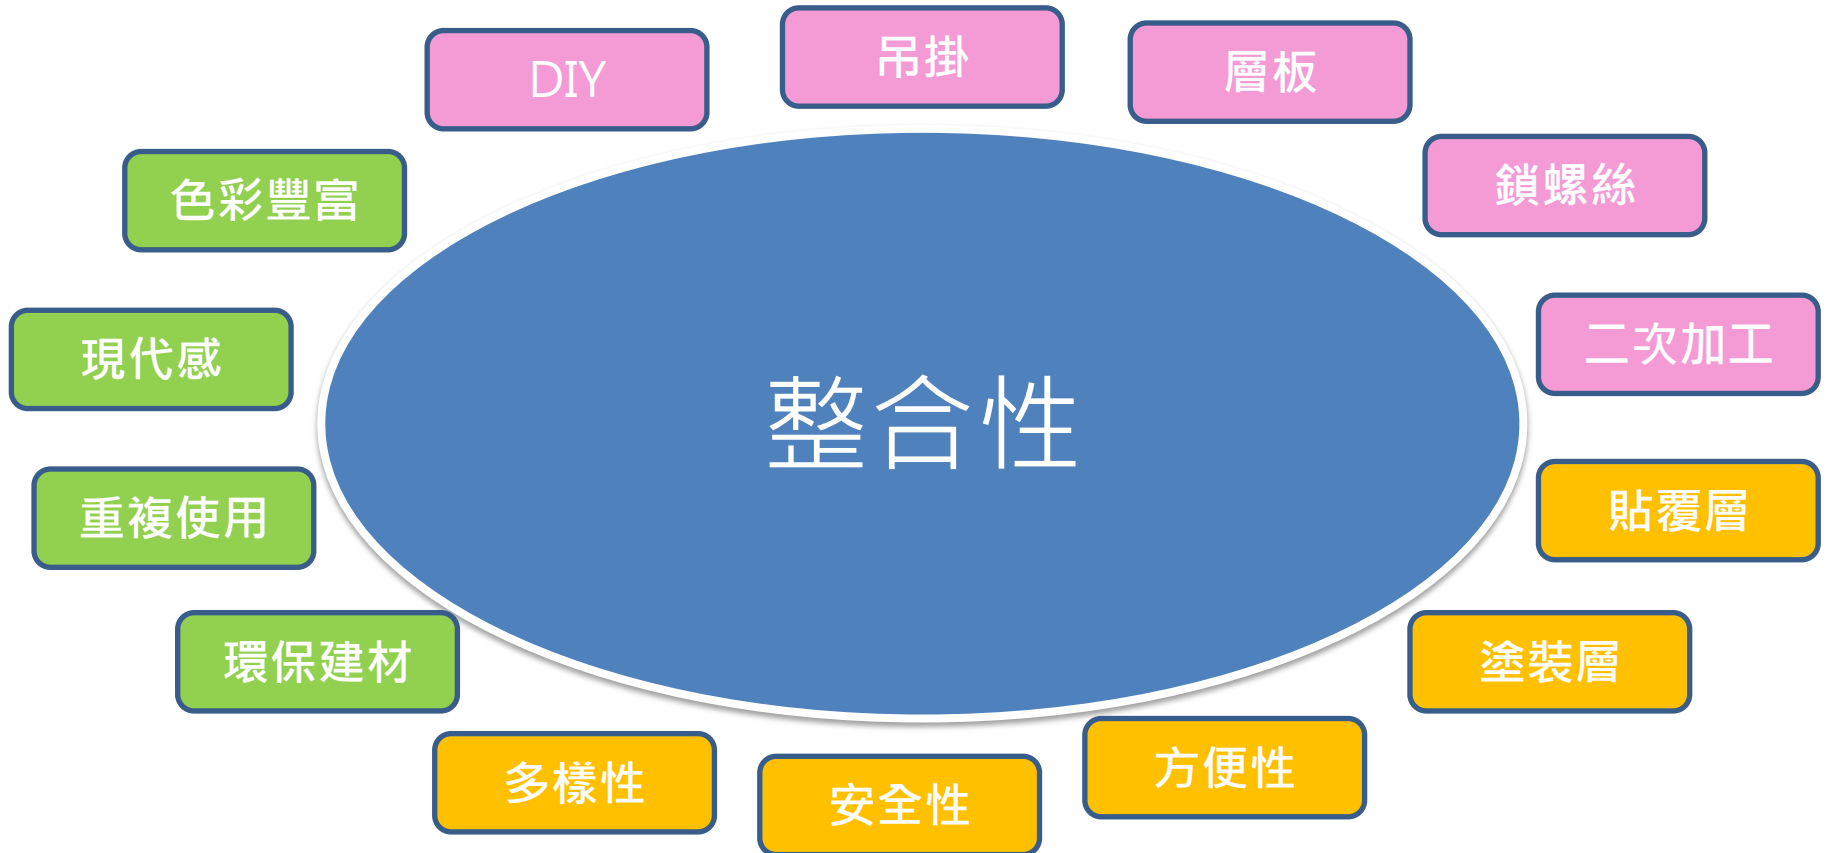 吊掛
層板
DIY
鎖螺絲
色彩豐富
二次加工
現代感
整合性
貼覆層
重複使用
塗裝層
環保建材
方便性
多樣性
安全性